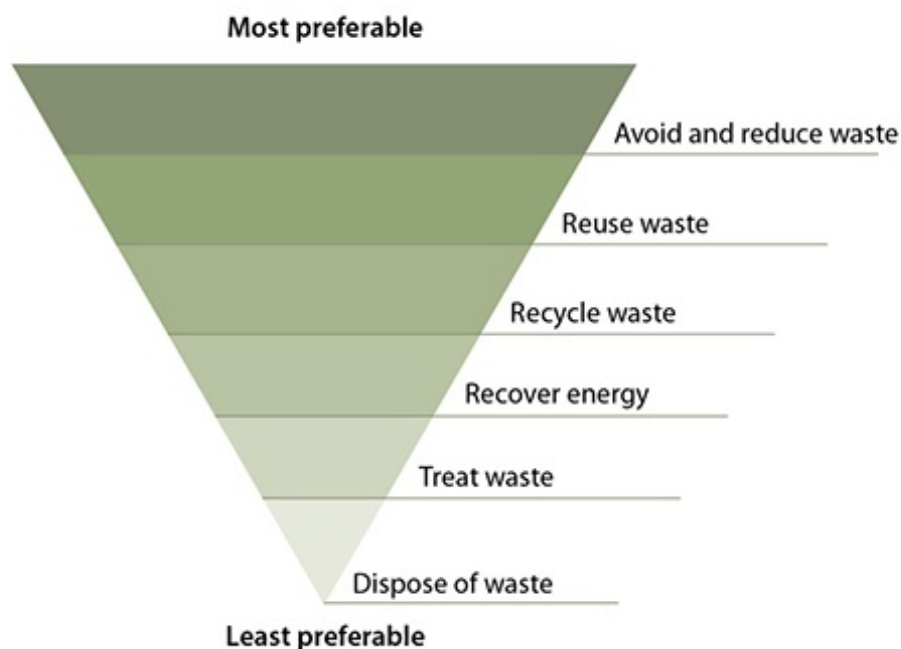 Most preferable
Avoid and reduce waste
Reuse waste
Recycle waste
Recover energy
Treat waste
Dispose of waste
Least preferable